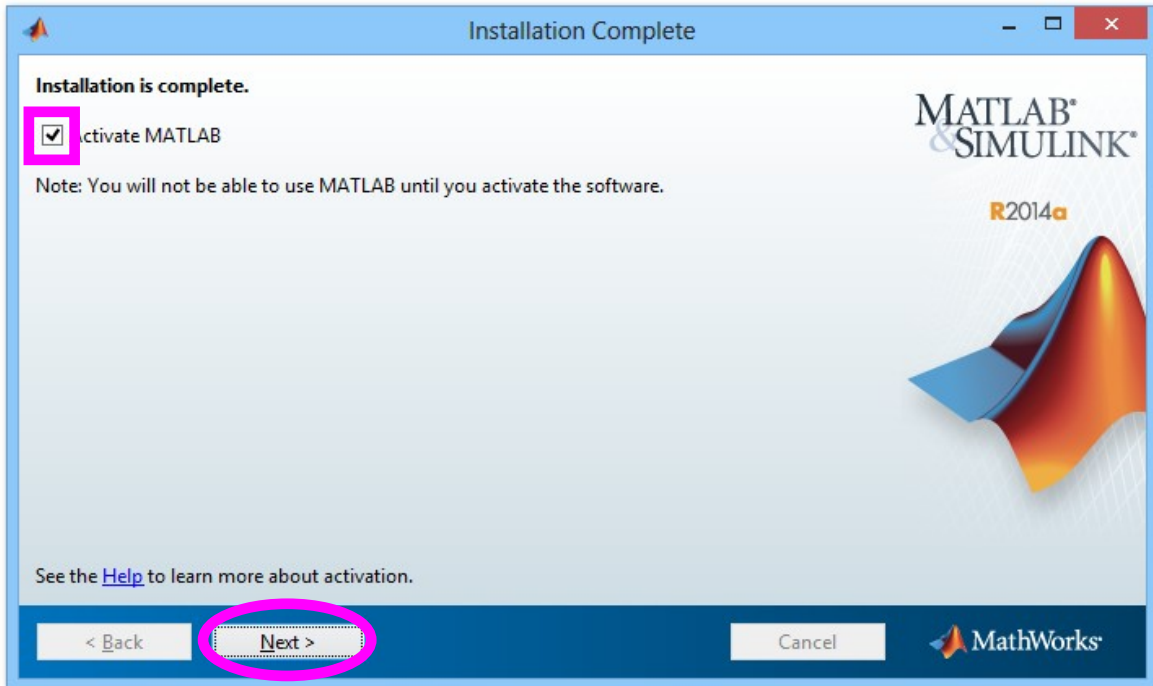 Installation Complete
Installation is complete.
Activate MATLAB
Note: You will not be able to use MATLAB until you activate the software.
MATLAB®
&SIMULINK®
R2014a
See the Help to learn more about activation.
< Back
Next >
Cancel
MathWorks®